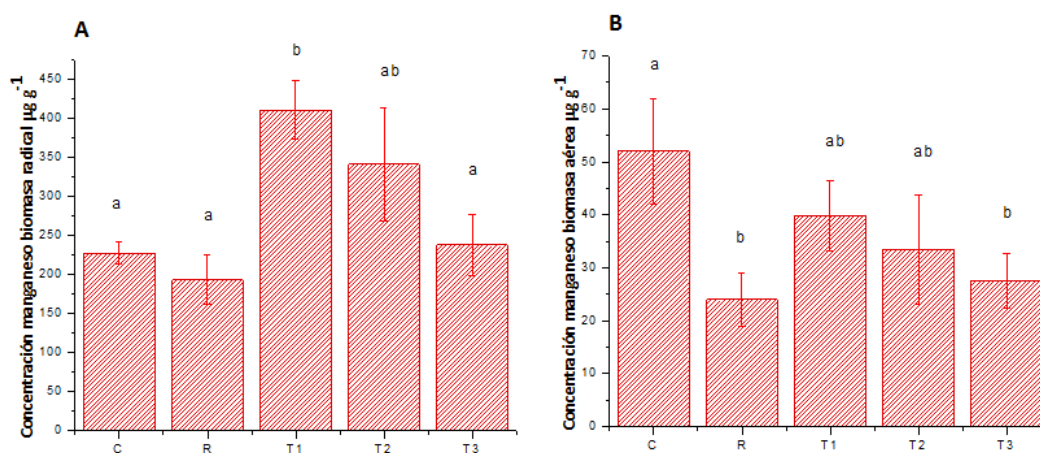 A
Concentración manganeso biomasa radical µg g-1
450
400
350
300
250
200
150
100
50
0
a
a
b
ab
a
C R T1 T2 T3
B
Concentración manganeso biomasa aérea µg g-1
70
60
50
40
30
20
10
0
a
b
ab
ab
b
C R T1 T2 T3